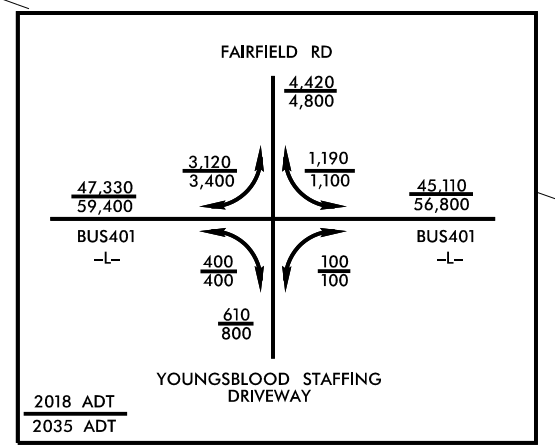 FAIRFIELD RD
4,420
4,800
3,120
3,400
1,190
1,100
47,330
59,400
45,110
56,800
BUS401
-L-
BUS401
-L-
400
400
100
100
610
800
YOUNGSBLOOD STAFFING
DRIVEWAY
2018 ADT
2035 ADT